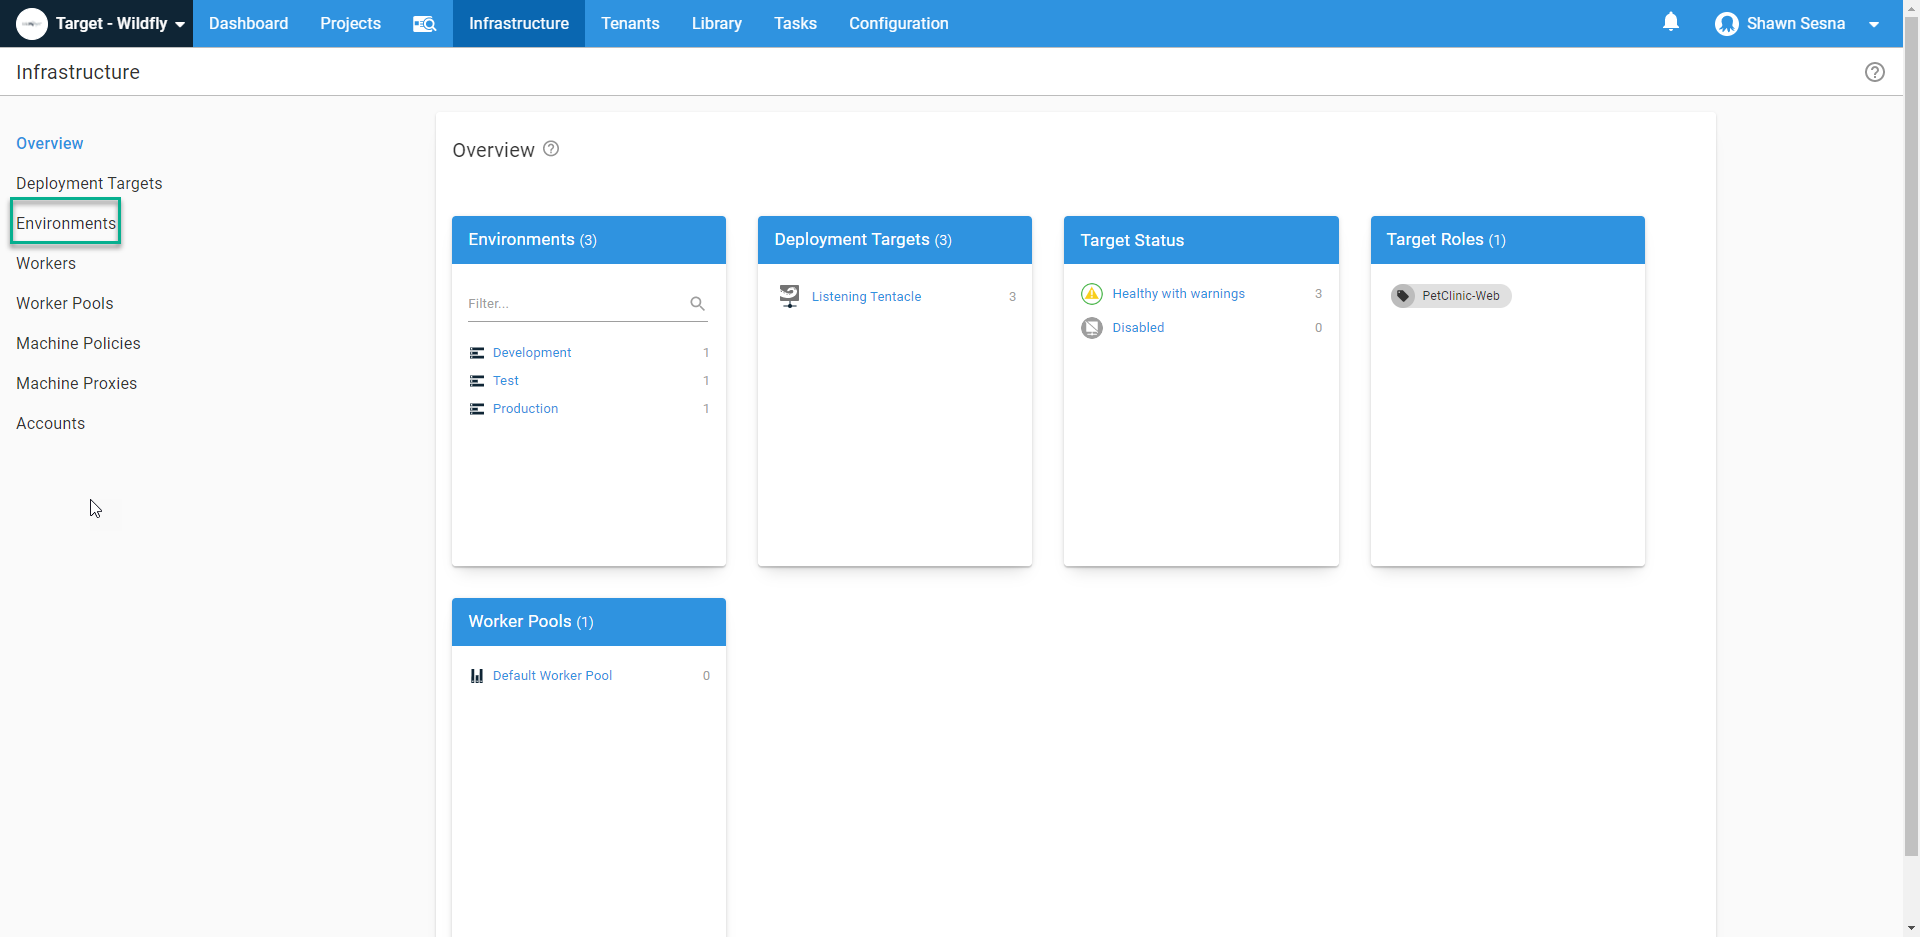 Target - Wildfly
Dashboard
Projects
Infrastructure
Tenants
Library
Tasks
Configuration
Shawn Sesna
Infrastructure
Overview
Deployment Targets
Environments
Workers
Worker Pools
Machine Policies
Machine Proxies
Accounts
Overview
Environments (3)
Filter...
Development 1
Test 1
Production 1
Deployment Targets (3)
Listening Tentacle 3
Target Status
Healthy with warnings 3
Disabled 0
Target Roles (1)
PetClinic-Web
Worker Pools (1)
Default Worker Pool 0